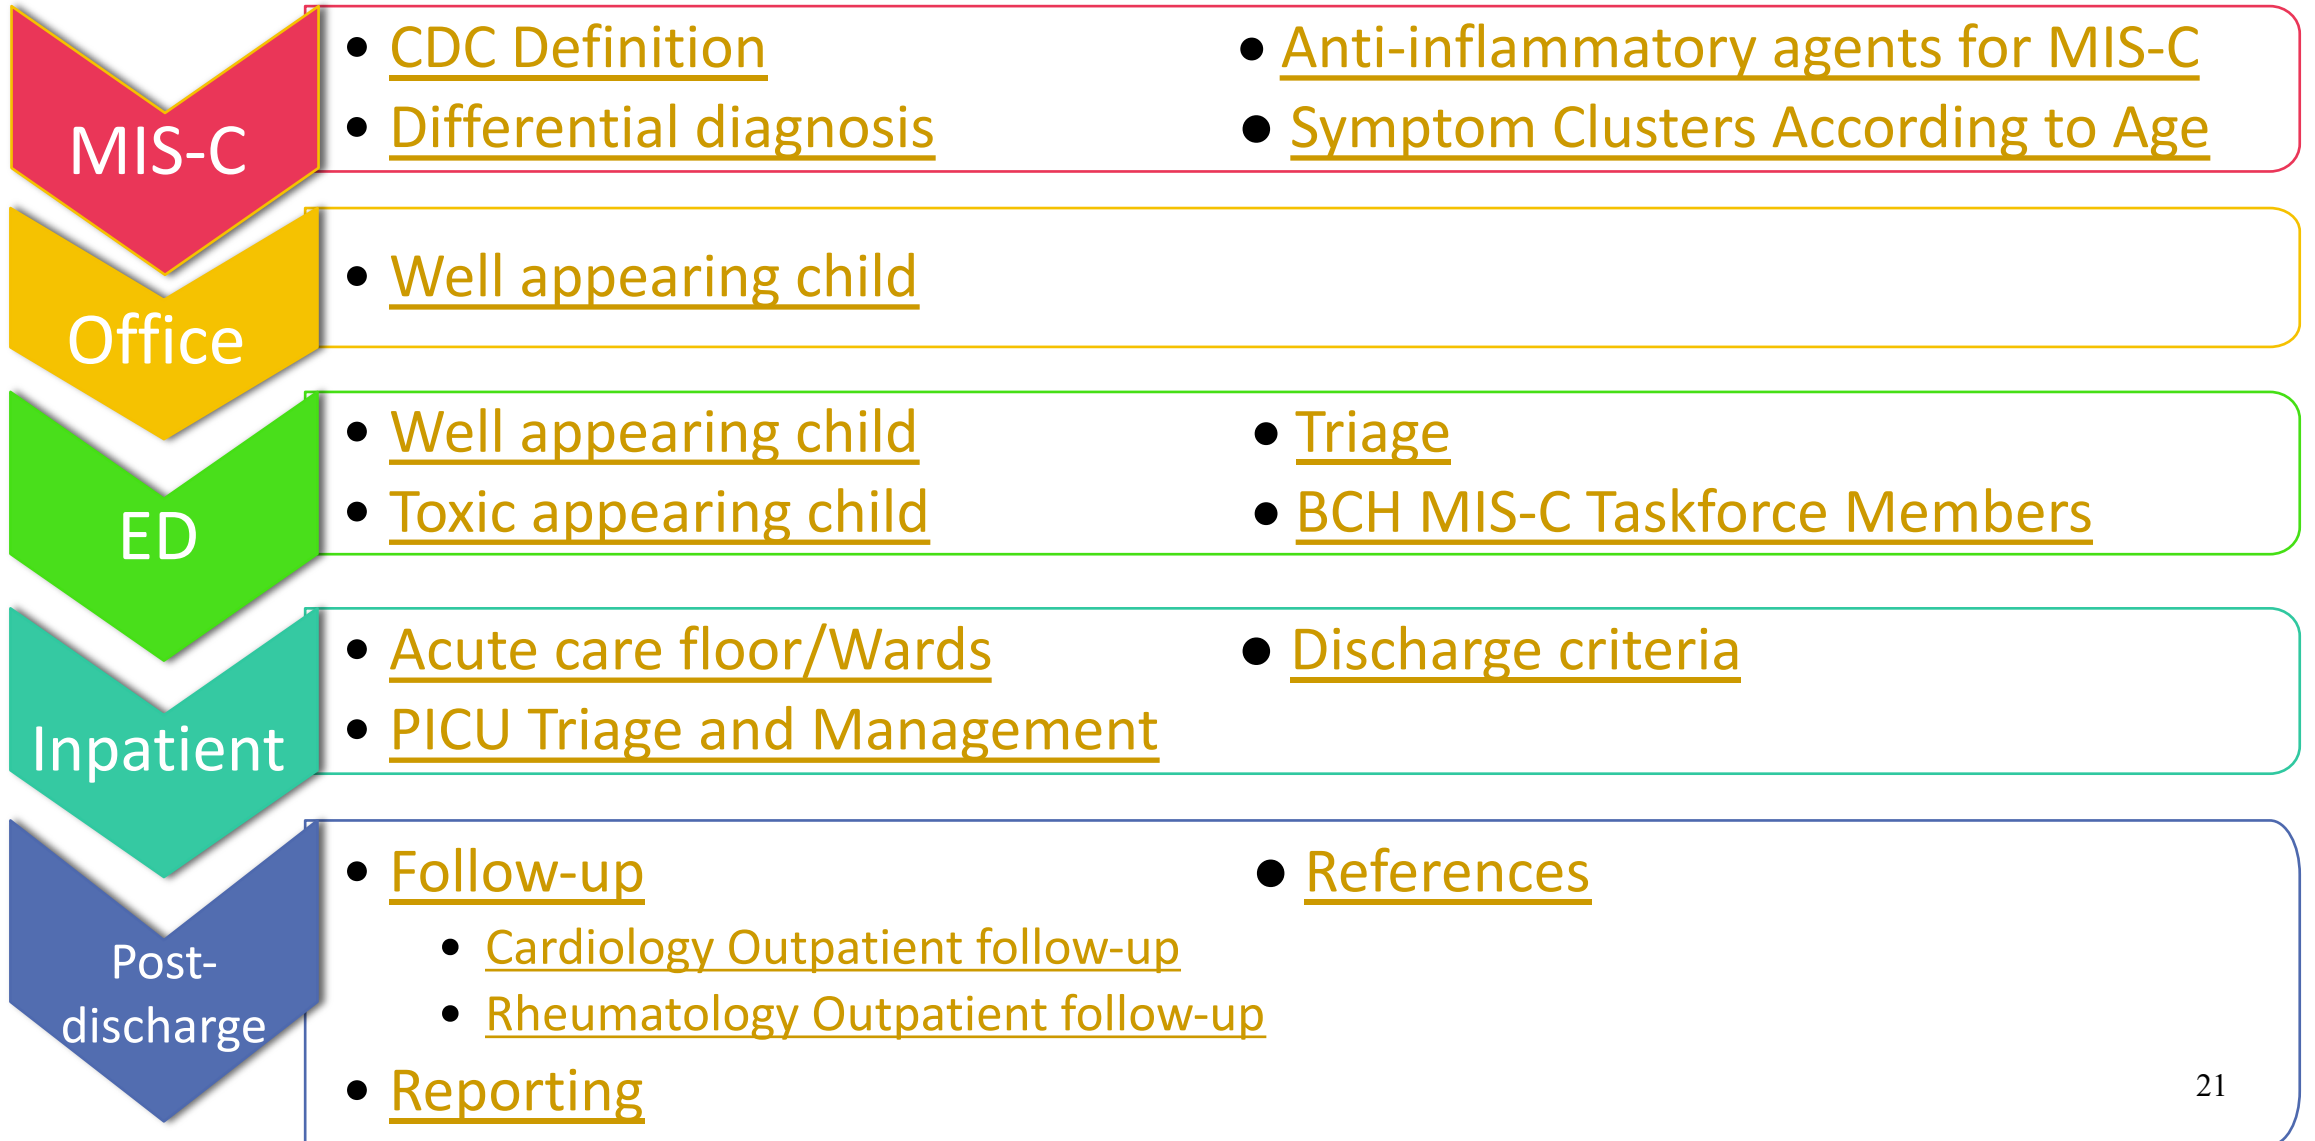 MIS-C
• CDC Definition
• Differential diagnosis
• Anti-inflammatory agents for MIS-C
• Symptom Clusters According to Age
Office
• Well appearing child
ED
• Well appearing child
• Toxic appearing child
• Triage
• BCH MIS-C Taskforce Members
Inpatient
• Acute care floor/Wards
• PICU Triage and Management
• Discharge criteria
Post-
discharge
• Follow-up
• Cardiology Outpatient follow-up
• Rheumatology Outpatient follow-up
• Reporting
• References
21